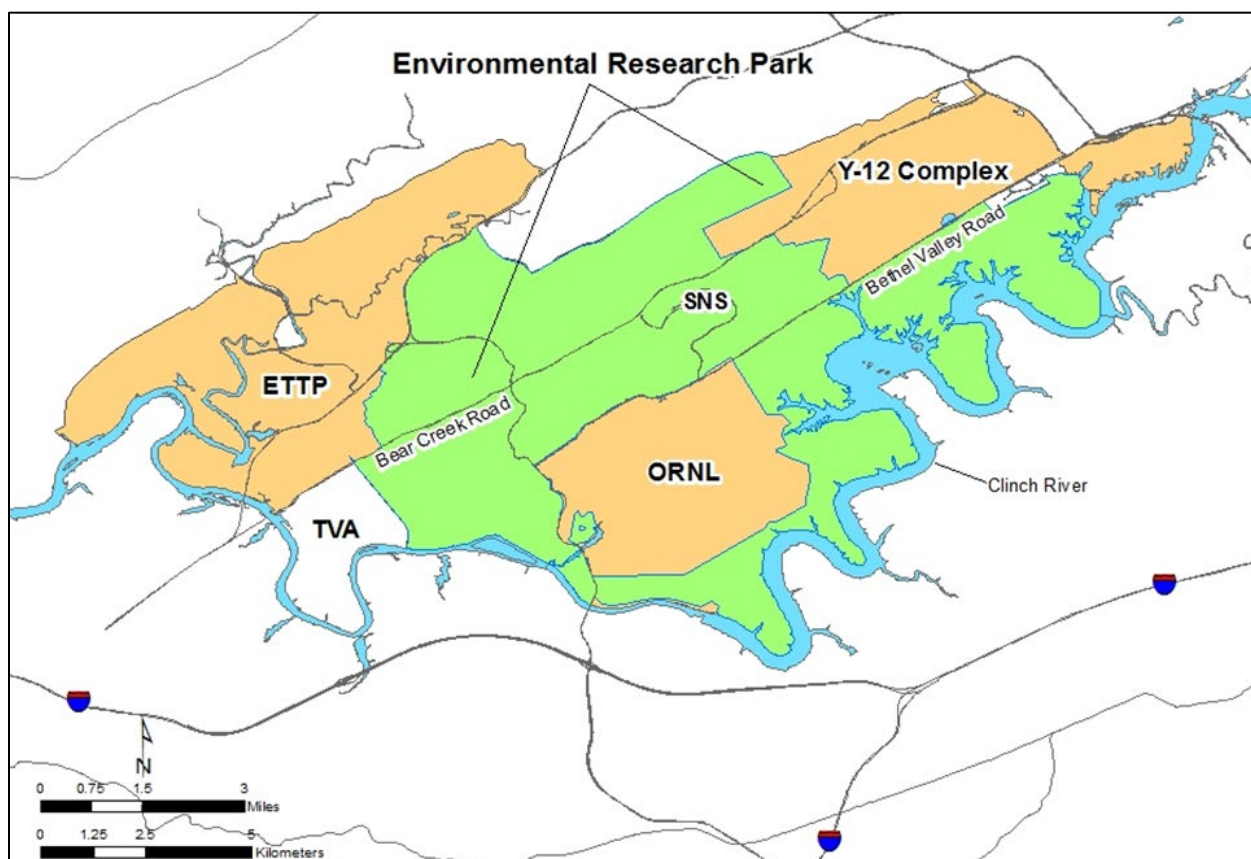 Environmental Research Park
Y-12 Complex
Bethel Valley Road
SNS
ETTP
Bear Creek Road
ORNL
Clinch River
TVA
N
0 0.75 1.5 3
Miles
0 1.25 2.5 5
Kilometers